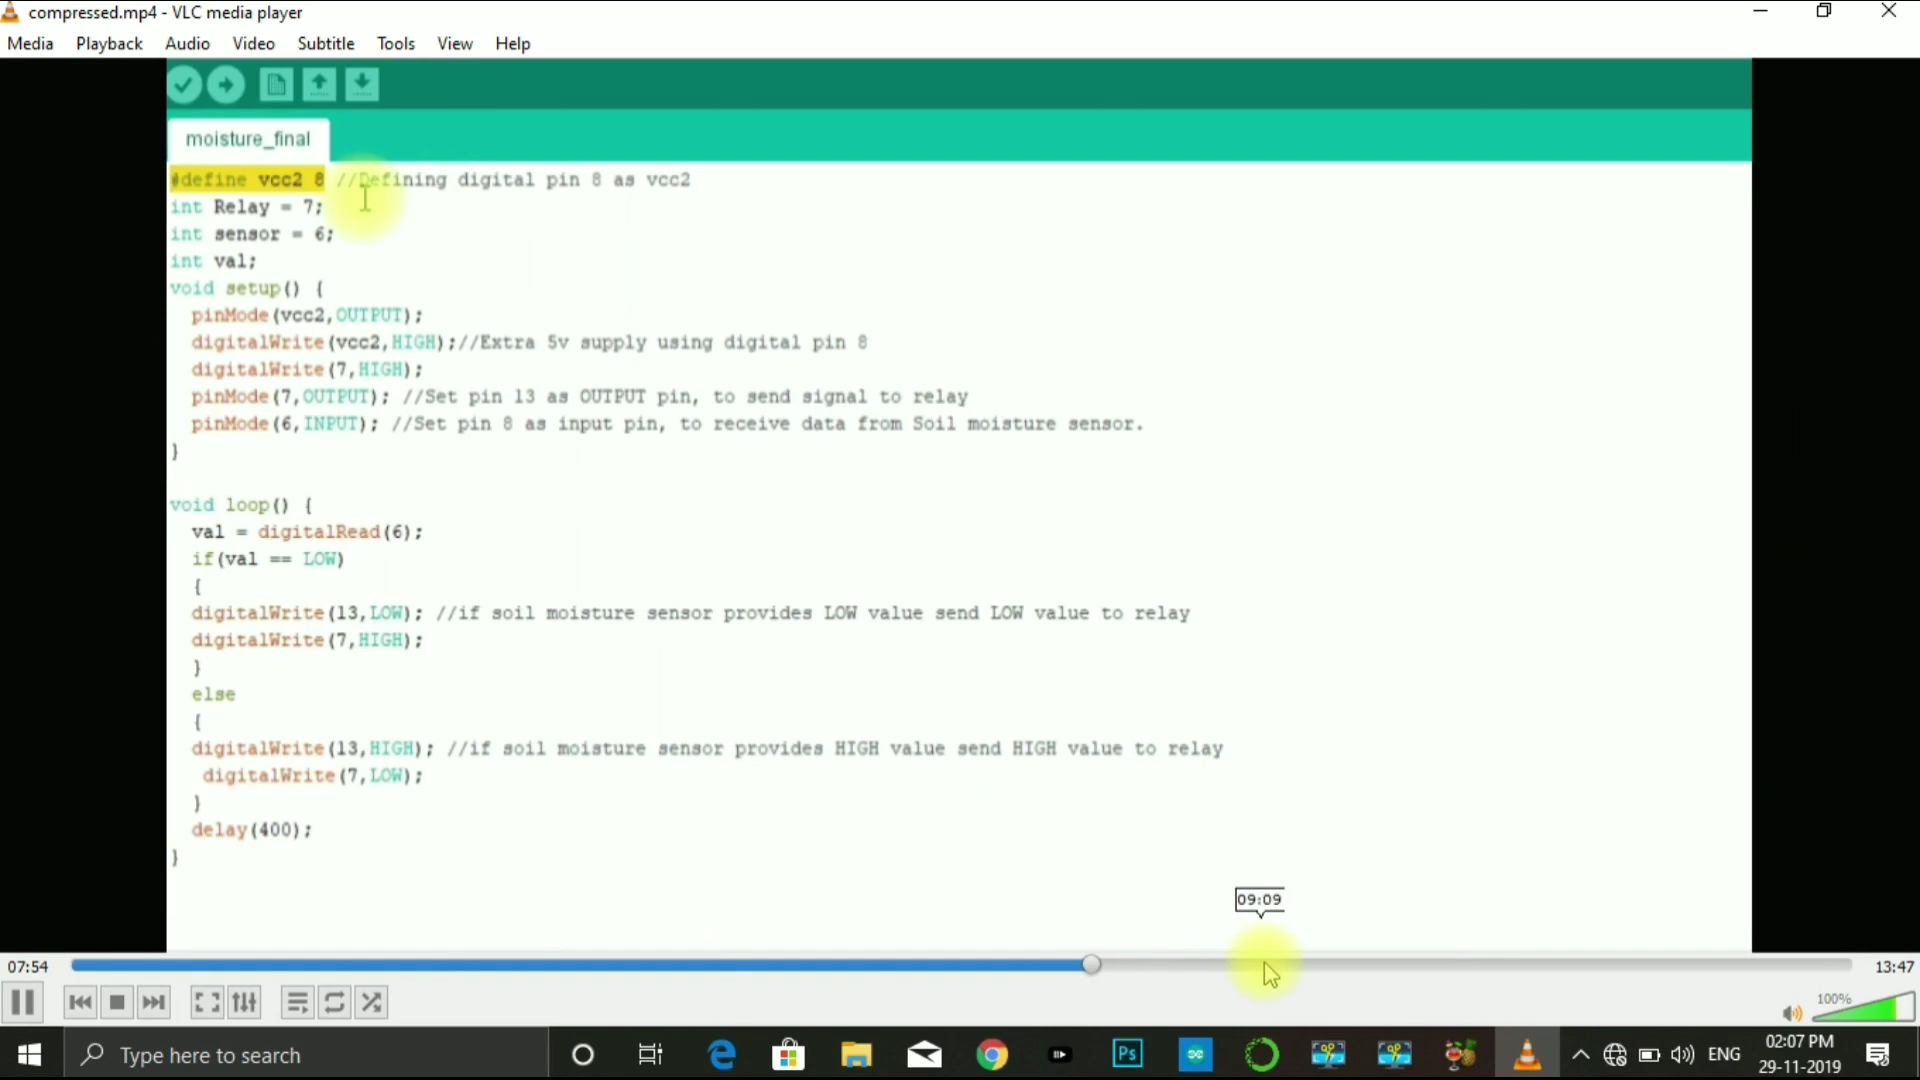 compressed.mp4 - VLC media player
Media Playback Audio Video Subtitle Tools View Help
moisture_final
#define vcc2 8 //Defining digital pin 8 as vcc2
int Relay = 7;
int sensor = 6;
int val;
void setup() {
pinMode(vcc2,OUTPUT);
digitalWrite(vcc2,HIGH);//Extra 5v supply using digital pin 8
digitalWrite(7,HIGH);
pinMode(7,OUTPUT); //Set pin 13 as OUTPUT pin, to send signal to relay
pinMode(6,INPUT); //Set pin 8 as input pin, to receive data from Soil moisture sensor.
}
void loop() {
val = digitalRead(6);
if(val == LOW)
{
digitalWrite(13,LOW); //if soil moisture sensor provides LOW value send LOW value to relay
digitalWrite(7,HIGH);
}
else
{
digitalWrite(13,HIGH); //if soil moisture sensor provides HIGH value send HIGH value to relay
digitalWrite(7,LOW);
}
delay(400);
}
09:09
07:54
13:47
100%
Type here to search
Ps
ENG
02:07 PM
29-11-2019